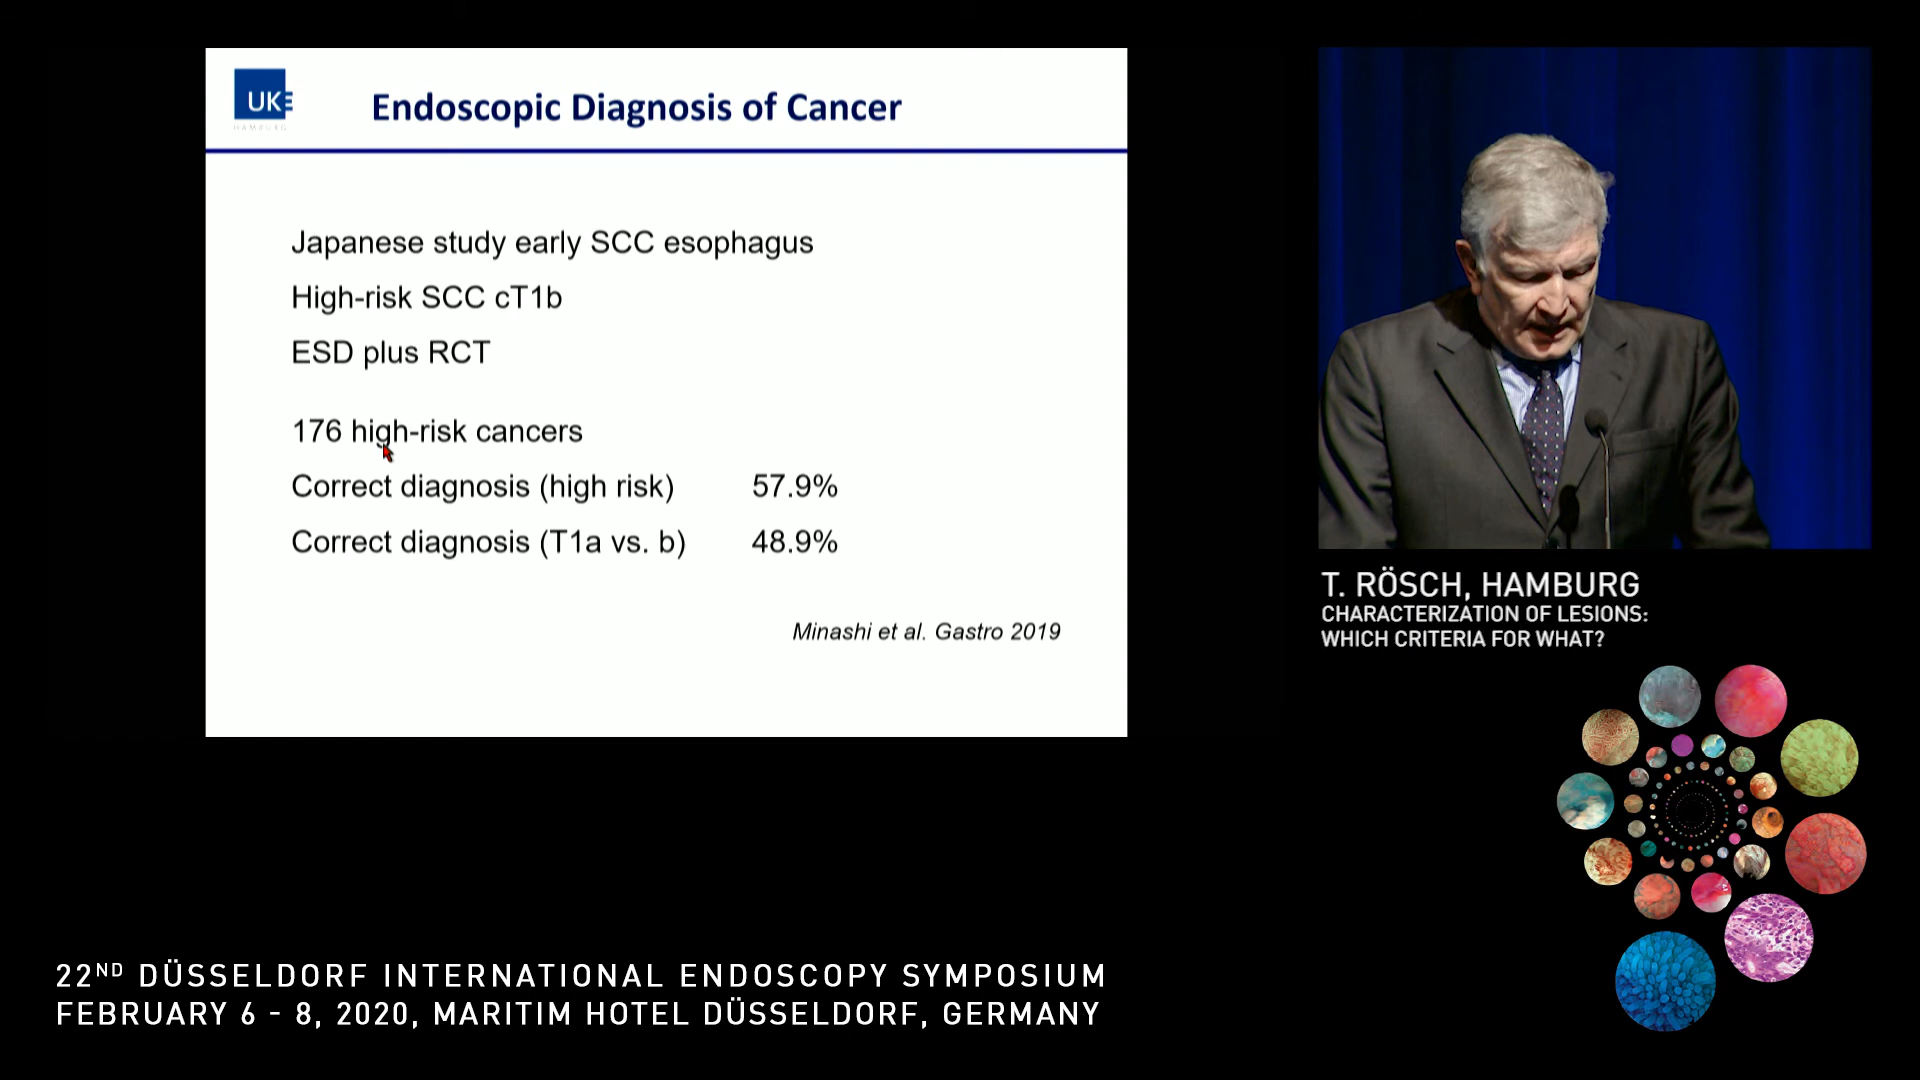 UKE
HAMBURG
Endoscopic Diagnosis of Cancer
Japanese study early SCC esophagus
High-risk SCC cT1b
ESD plus RCT
176 high-risk cancers
Correct diagnosis (high risk) 57.9%
Correct diagnosis (T1a vs. b) 48.9%
Minashi et al. Gastro 2019
T. RÖSCH, HAMBURG
CHARACTERIZATION OF LESIONS:
WHICH CRITERIA FOR WHAT?
22ND DÜSSELDORF INTERNATIONAL ENDOSCOPY SYMPOSIUM
FEBRUARY 6 - 8, 2020, MARITIM HOTEL DÜSSELDORF, GERMANY